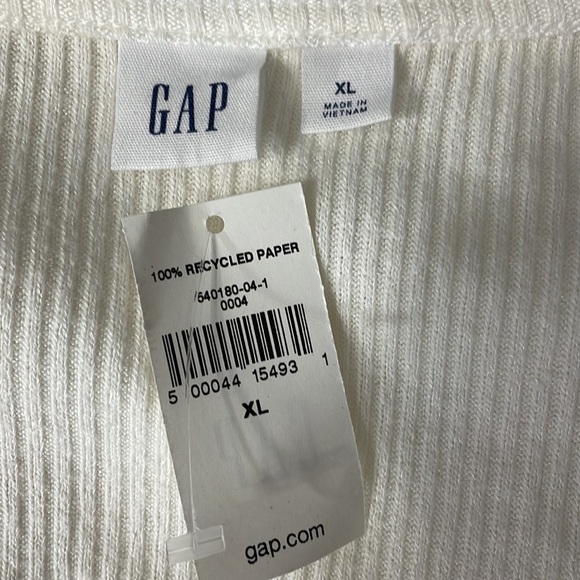 GAP
XL
MADE IN
VIETNAM
100% RECYCLED PAPER
540180-04-1
0004
5 00044 15493 1
XL
gap.com